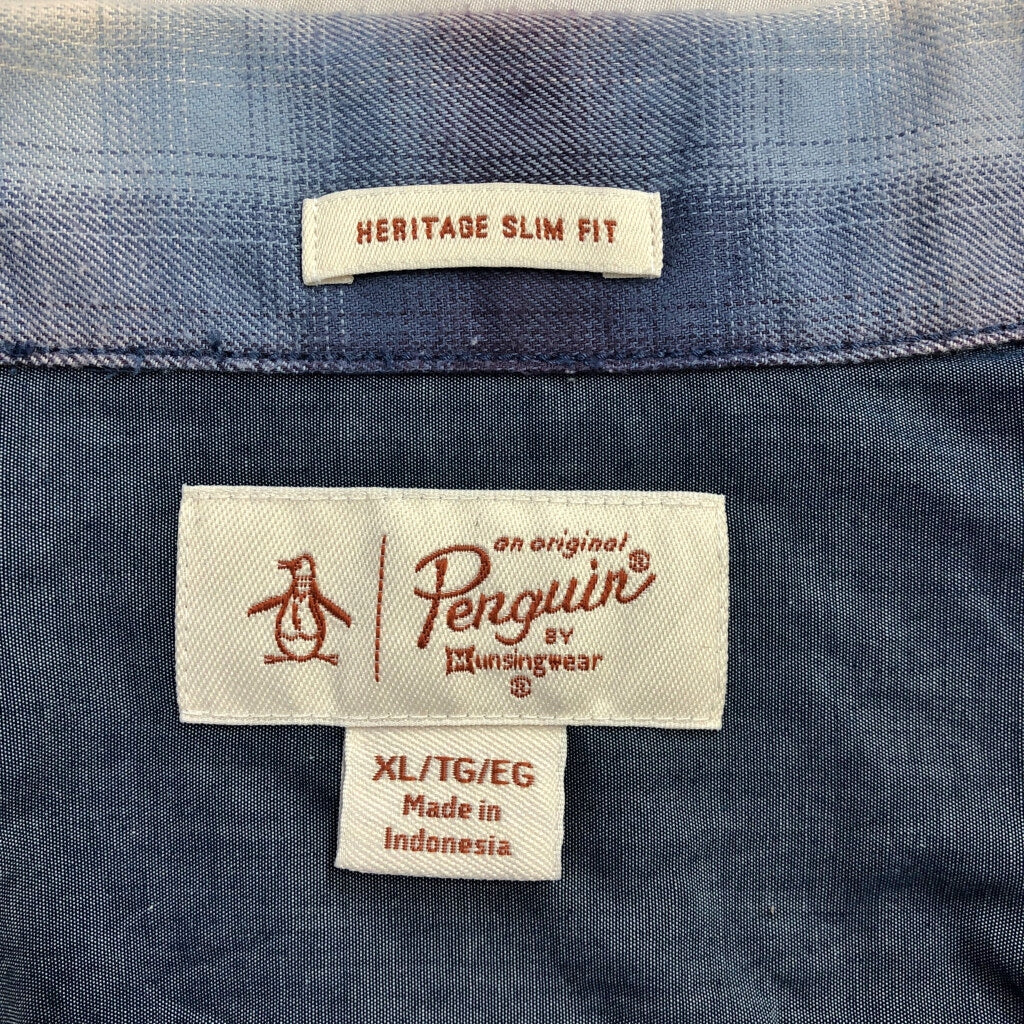 HERITAGE SLIM FIT
an original
Penguin®
BY
Munsingwear
®
XL/TG/EG
Made in
Indonesia